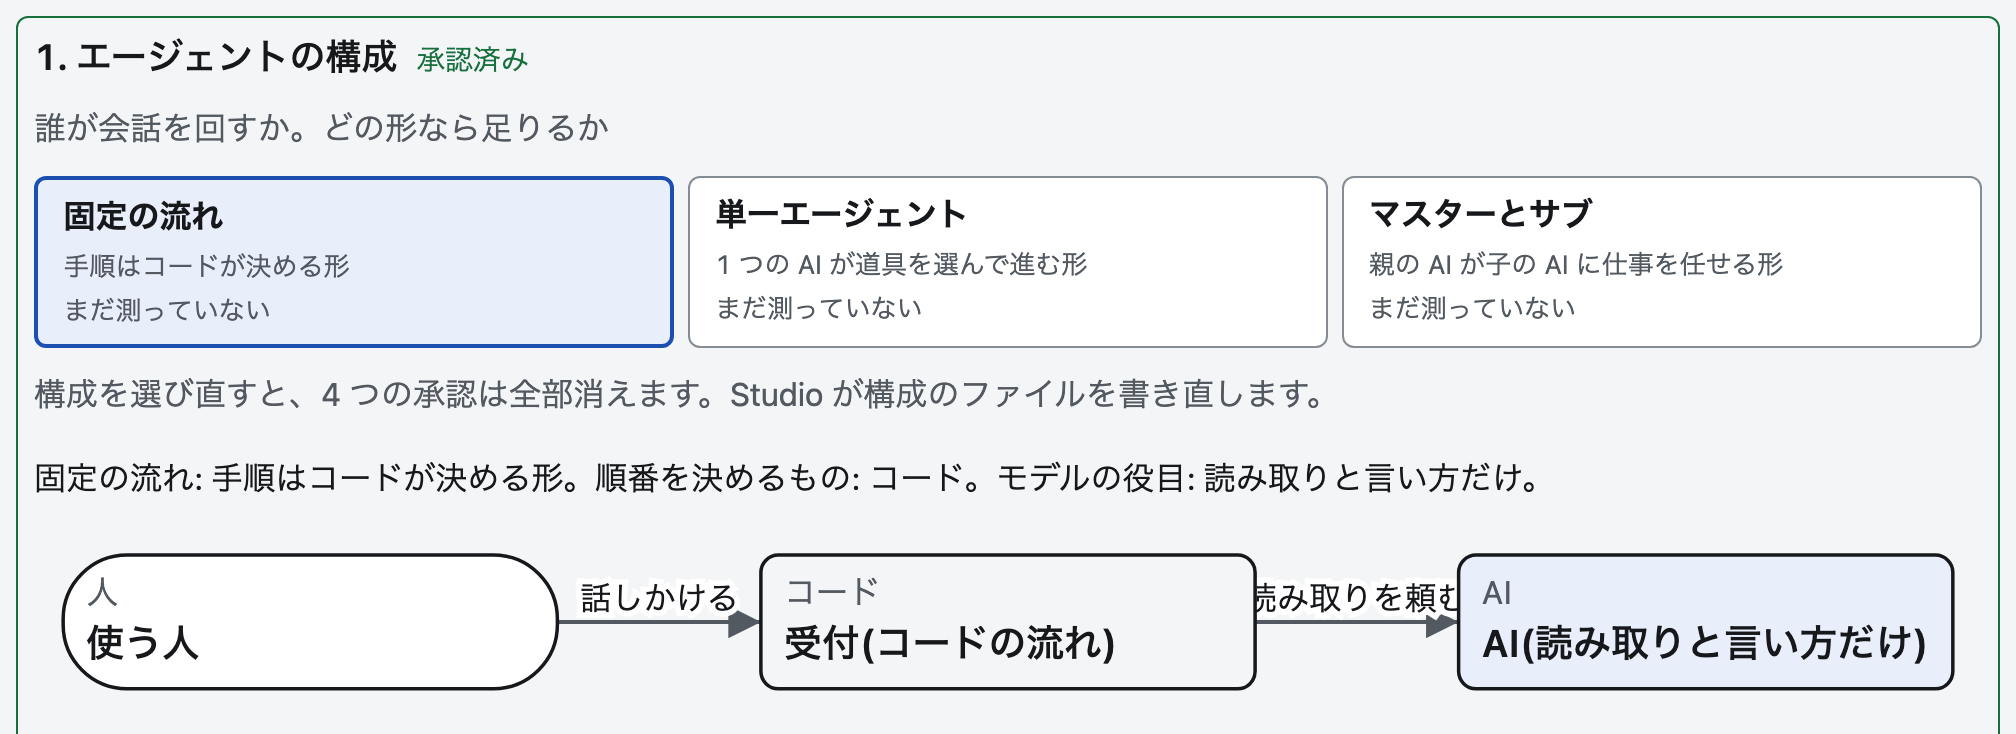 1. エージェントの構成 承認済み
誰が会話を回すか。どの形なら足りるか
固定の流れ
手順はコードが決める形
まだ測っていない
単一エージェント
1 つの AI が道具を選んで進む形
まだ測っていない
マスターとサブ
親の AI が子の AI に仕事を任せる形
まだ測っていない
構成を選び直すと、4 つの承認は全部消えます。Studio が構成のファイルを書き直します。
固定の流れ: 手順はコードが決める形。順番を決めるもの: コード。モデルの役目: 読み取りと言い方だけ。
人
使う人
話しかける
コード
受付(コードの流れ)
読み取りを頼む
AI
AI(読み取りと言い方だけ)